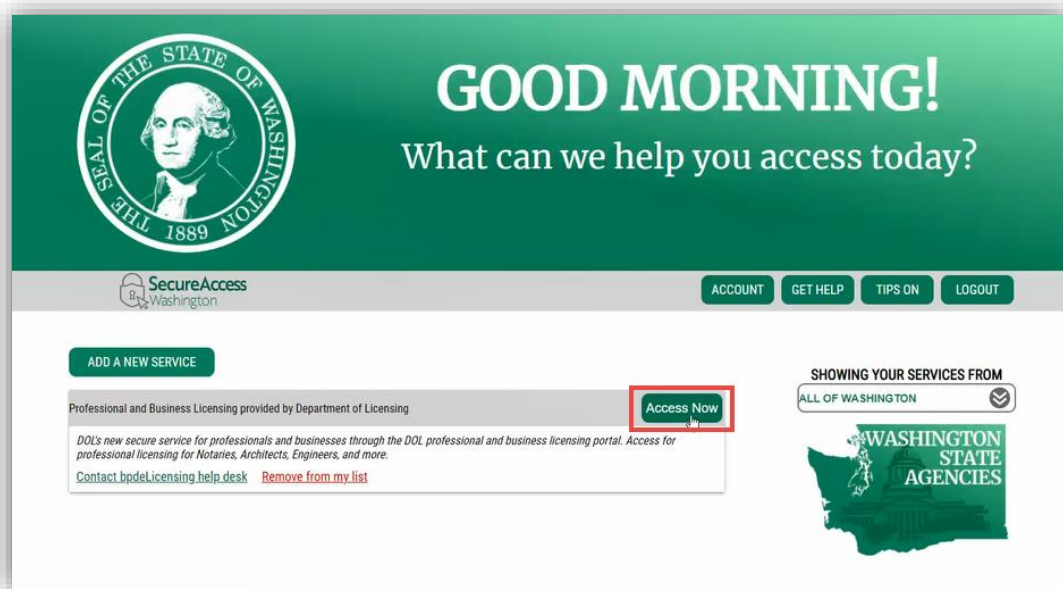 THE SEAL OF THE STATE OF WASHINGTON
1889
GOOD MORNING!
What can we help you access today?
SecureAccess
Washington
ACCOUNT
GET HELP
TIPS ON
LOGOUT
ADD A NEW SERVICE
Professional and Business Licensing provided by Department of Licensing
Access Now
DOL's new secure service for professionals and businesses through the DOL professional and business licensing portal. Access for
professional licensing for Notaries, Architects, Engineers, and more.
Contact bpdeLicensing help desk
Remove from my list
SHOWING YOUR SERVICES FROM
ALL OF WASHINGTON
WASHINGTON
STATE
AGENCIES